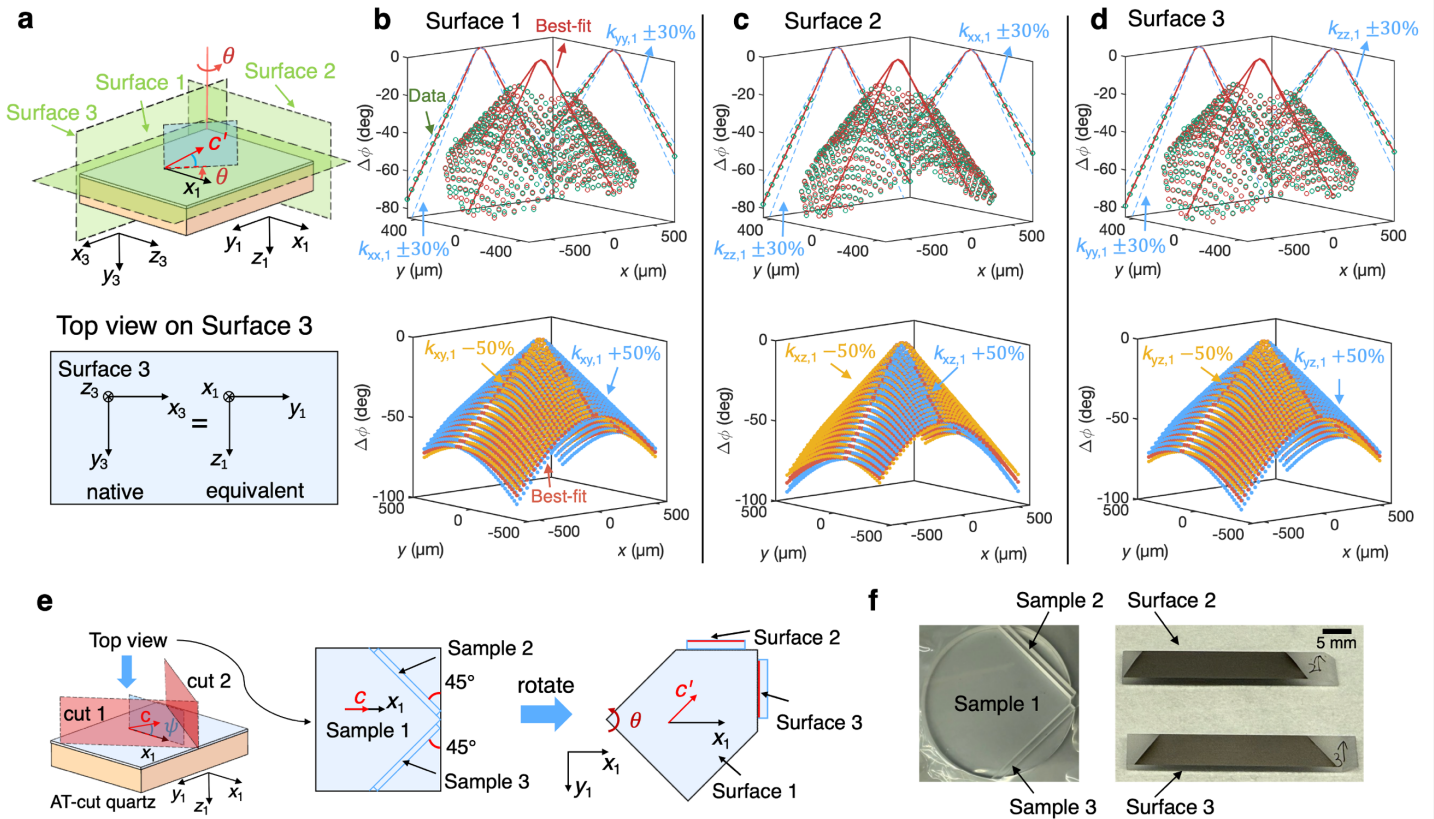 a
θ
Surface 1
Surface 2
Surface 3
c′
θ
x1
x3
y3
z3
y1
z1
x1
Top view on Surface 3
Surface 3
z3
x3
y3
native
=
x1
y1
z1
equivalent
b
Surface 1
Best-fit
kyy,1 ±30%
Data
kxx,1 ±30%
Δϕ (deg)
0
-20
-40
-60
-80
400
0
-400
-500
0
500
y (µm)
x (µm)
kxy,1 −50%
kxy,1 +50%
Best-fit
Δϕ (deg)
0
-50
-100
500
0
-500
-500
0
500
y (µm)
x (µm)
c
Surface 2
kxx,1 ±30%
kzz,1 ±30%
Δϕ (deg)
0
-20
-40
-60
-80
400
0
-400
-500
0
500
y (µm)
x (µm)
kxz,1 −50%
kxz,1 +50%
Δϕ (deg)
0
-50
-100
500
0
-500
-500
0
500
y (µm)
x (µm)
d
Surface 3
kzz,1 ±30%
kyy,1 ±30%
Δϕ (deg)
0
-20
-40
-60
-80
400
0
-400
-500
0
500
y (µm)
x (µm)
kyz,1 −50%
kyz,1 +50%
Δϕ (deg)
0
-50
-100
500
0
-500
-500
0
500
y (µm)
x (µm)
e
Top view
cut 2
cut 1
c
ψ
x1
AT-cut quartz
y1
z1
x1
Sample 2
45°
c
x1
Sample 1
45°
Sample 3
rotate
Surface 2
c′
θ
x1
Surface 3
x1
y1
Surface 1
f
Sample 2
Sample 1
Sample 3
Surface 2
5 mm
3
Surface 3